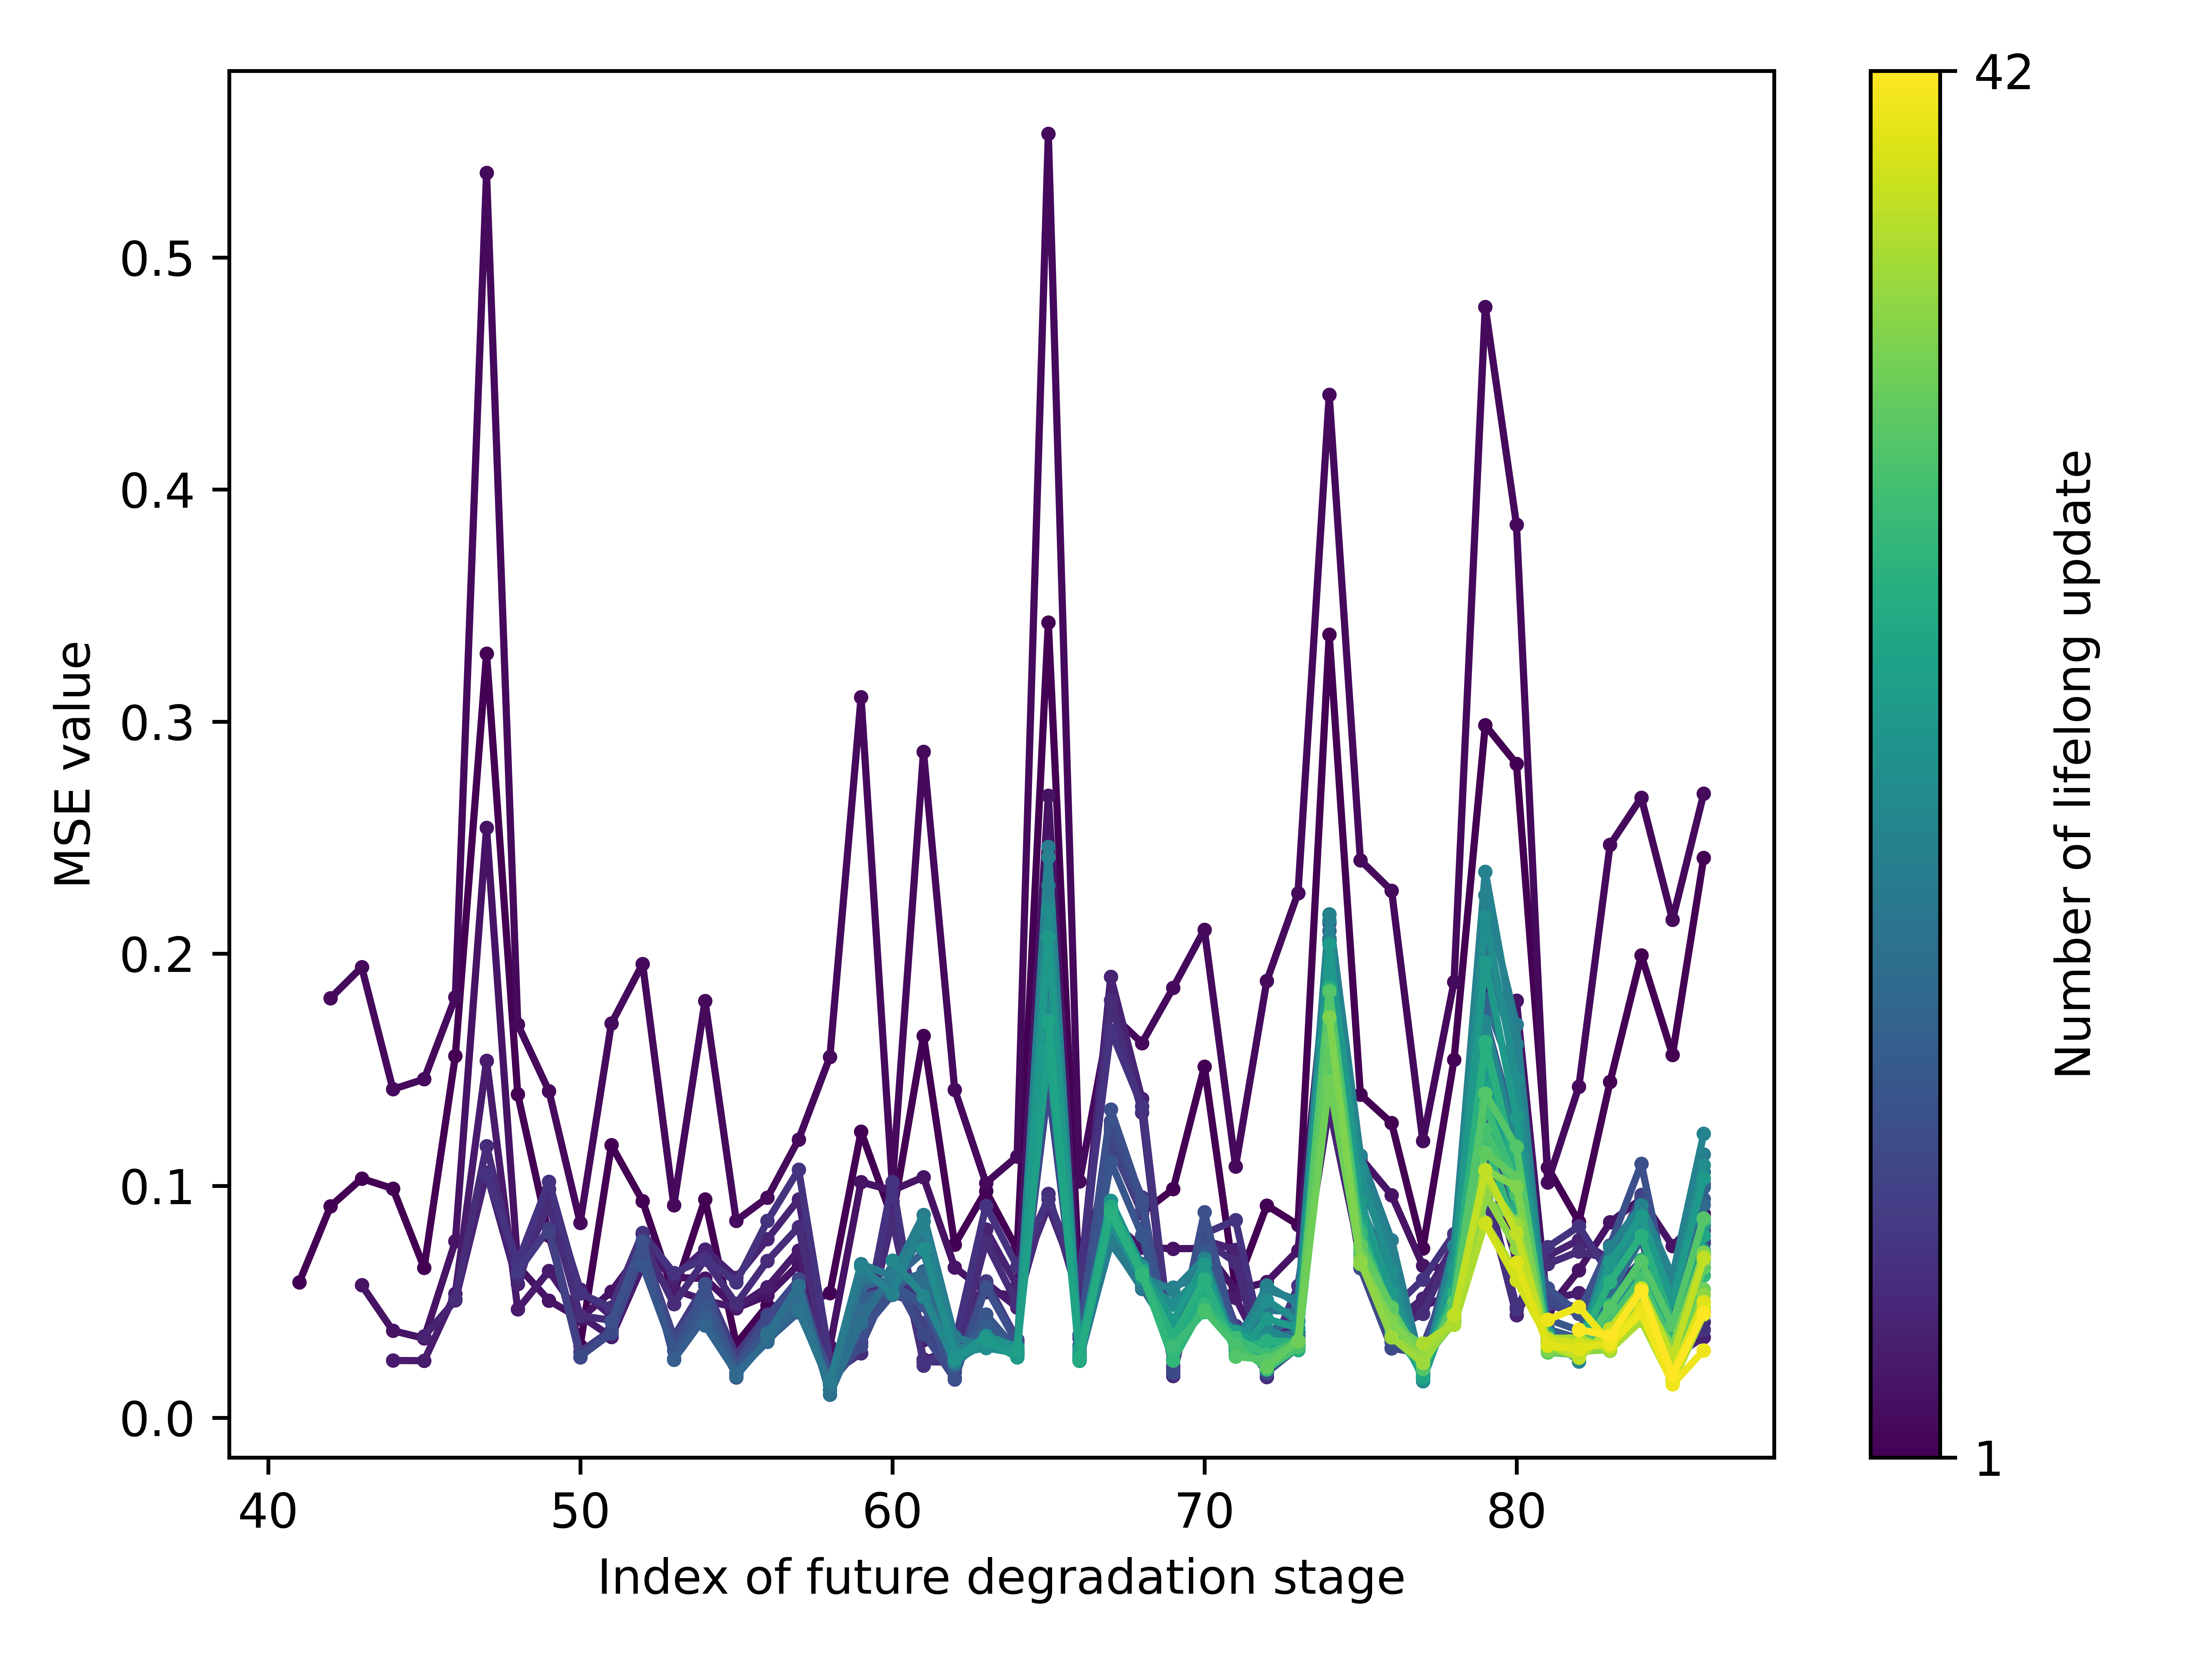 0.5
0.4
0.3
0.2
0.1
0.0
MSE value
40 50 60 70 80
Index of future degradation stage
42
1
Number of lifelong update